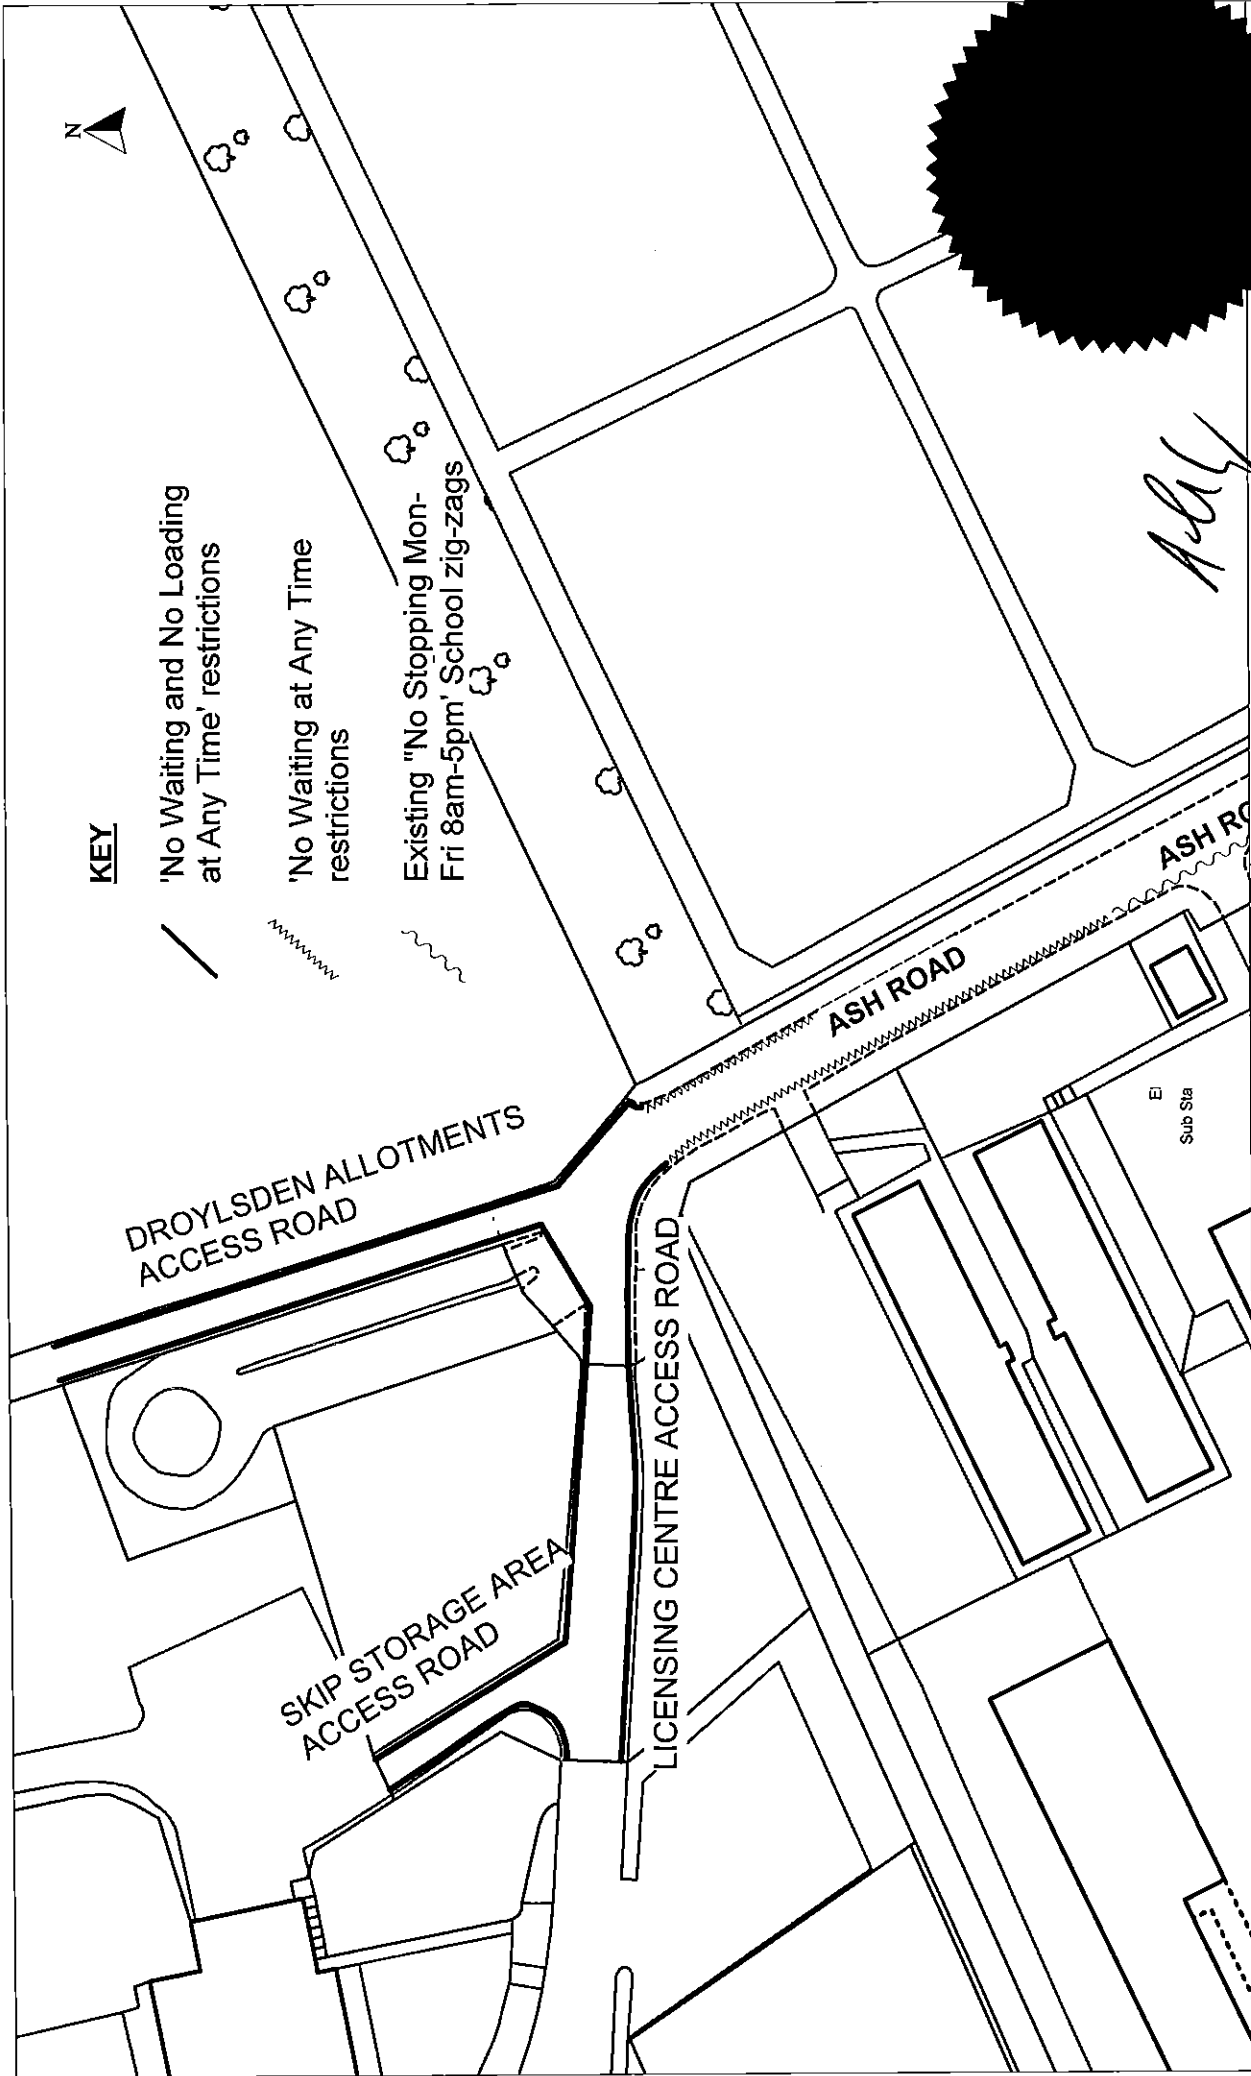 N
KEY
'No Waiting and No Loading
at Any Time' restrictions
'No Waiting at Any Time
restrictions
Existing "No Stopping Mon-
Fri 8am-5pm' School zig-zags
DROYLSDEN ALLOTMENTS
ACCESS ROAD
SKIP STORAGE AREA
ACCESS ROAD
LICENSING CENTRE ACCESS ROAD
ASH ROAD
ASH RO
El
Sub Sta